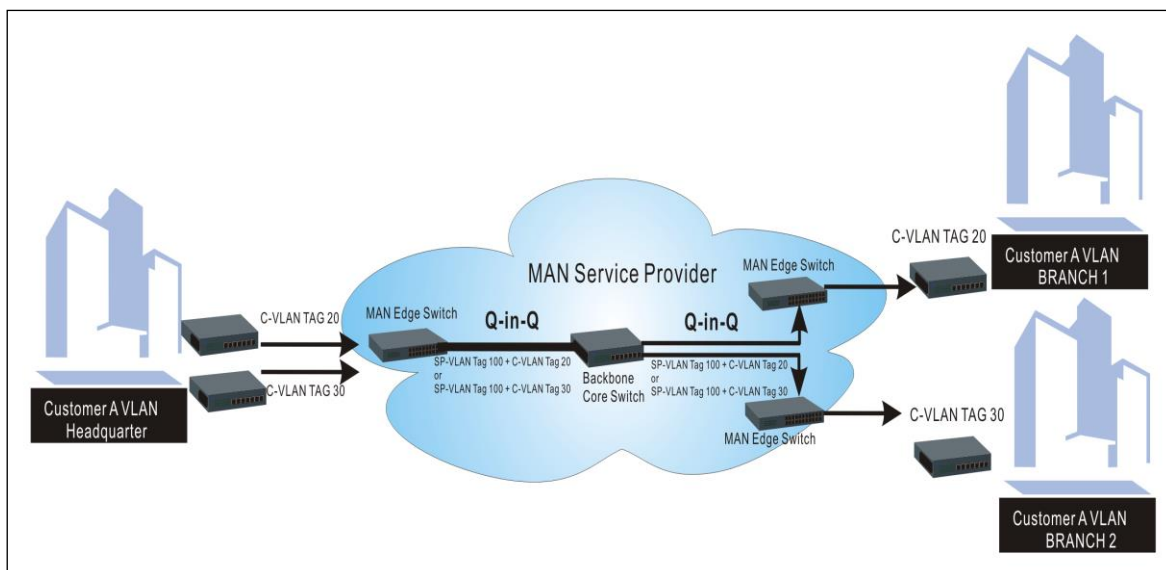 C-VLAN TAG 20
C-VLAN TAG 30
Customer A VLAN
Headquarter
MAN Service Provider
MAN Edge Switch
Q-in-Q
SP-VLAN Tag 100 + C-VLAN Tag 20
or
SP-VLAN Tag 100 + C-VLAN Tag 30
Backbone
Core Switch
Q-in-Q
SP-VLAN Tag 100 + C-VLAN Tag 20
or
SP-VLAN Tag 100 + C-VLAN Tag 30
MAN Edge Switch
MAN Edge Switch
C-VLAN TAG 20
Customer A VLAN
BRANCH 1
C-VLAN TAG 30
Customer A VLAN
BRANCH 2